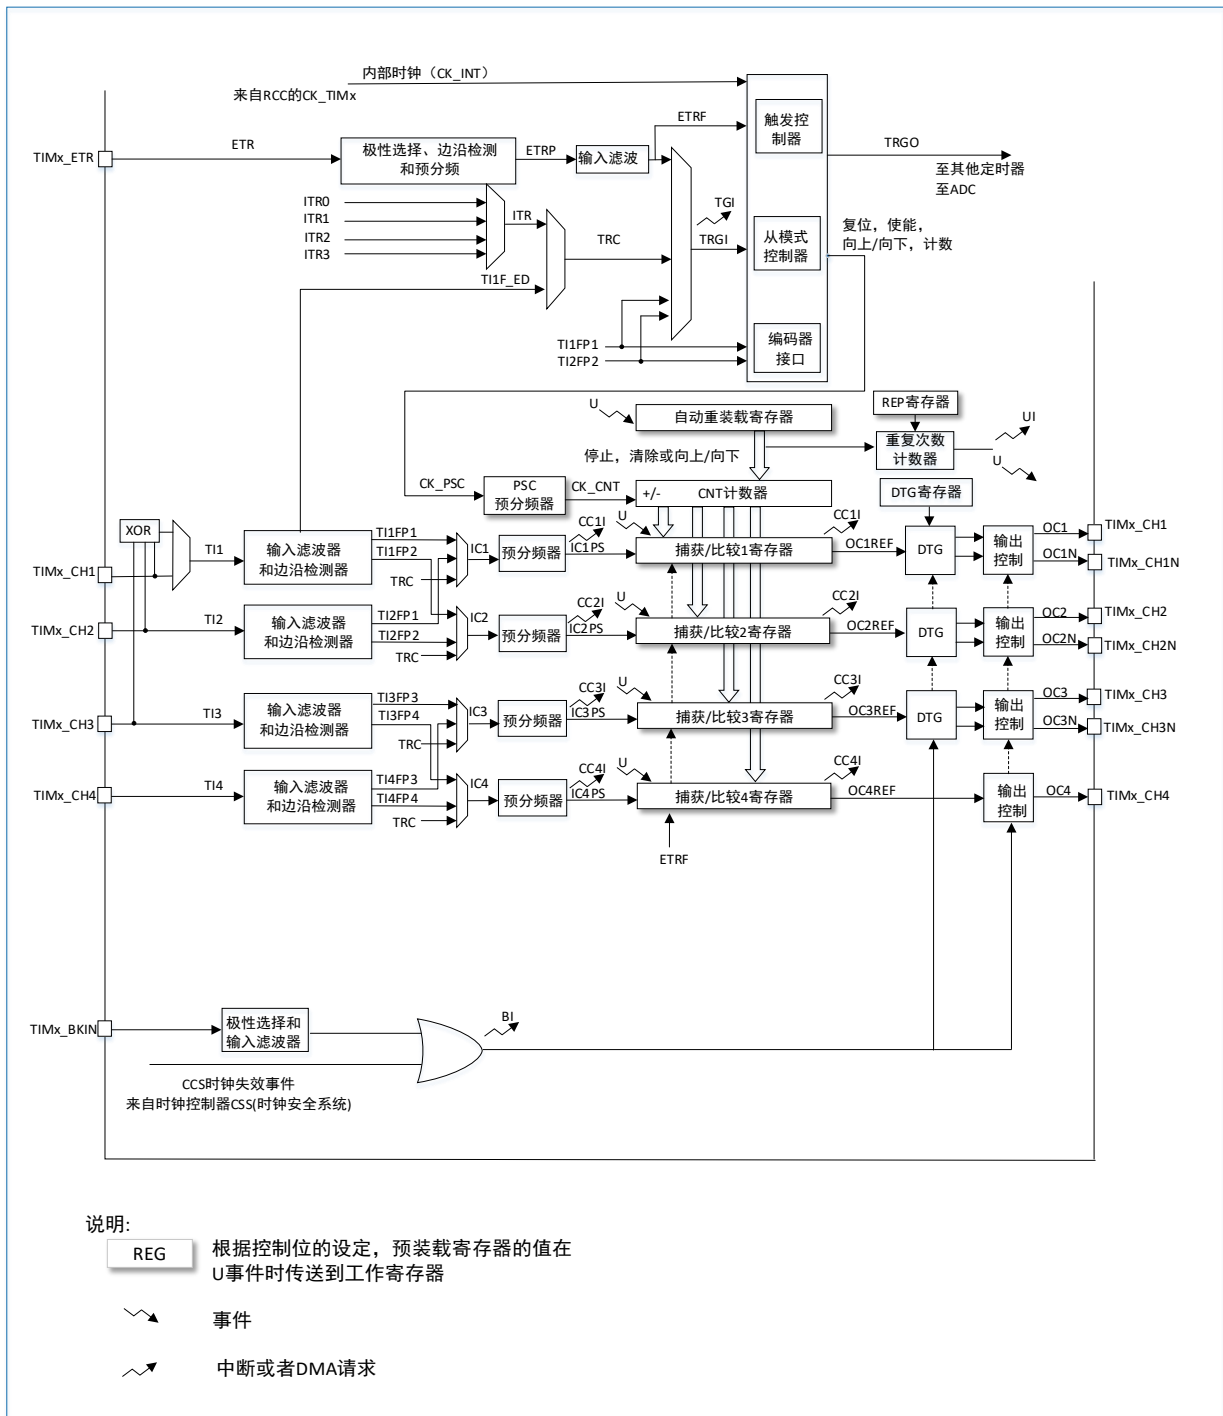 内部时钟（CK_INT）
来自RCC的CK_TIMx
TIMx_ETR
ETR
极性选择、边沿检测
和预分频
ETRP
输入滤波
ETRF
触发控
制器
TRGO
至其他定时器
至ADC
ITR0
ITR1
ITR2
ITR3
ITR
TRC
TI1F_ED
TGI
TRGI
从模式
控制器
复位，使能，
向上/向下，计数
TI1FP1
TI2FP2
编码器
接口
U
自动重装载寄存器
REP寄存器
重复次数
计数器
UI
U
停止，清除或向上/向下
CK_PSC
PSC
预分频器
CK_CNT
+/-
CNT计数器
DTG寄存器
XOR
TIMx_CH1
TI1
输入滤波器
和边沿检测器
TI1FP1
TI1FP2
TRC
IC1
预分频器
CC1I
IC1PS
U
捕获/比较1寄存器
CC1I
OC1REF
DTG
输出
控制
OC1
OC1N
TIMx_CH1
TIMx_CH1N
TIMx_CH2
TI2
输入滤波器
和边沿检测器
TI2FP1
TI2FP2
TRC
IC2
预分频器
CC2I
IC2PS
U
捕获/比较2寄存器
CC2I
OC2REF
DTG
输出
控制
OC2
OC2N
TIMx_CH2
TIMx_CH2N
TIMx_CH3
TI3
输入滤波器
和边沿检测器
TI3FP3
TI3FP4
TRC
IC3
预分频器
CC3I
IC3PS
U
捕获/比较3寄存器
CC3I
OC3REF
DTG
输出
控制
OC3
OC3N
TIMx_CH3
TIMx_CH3N
TIMx_CH4
TI4
输入滤波器
和边沿检测器
TI4FP3
TI4FP4
TRC
IC4
预分频器
CC4I
IC4PS
U
捕获/比较4寄存器
CC4I
OC4REF
输出
控制
OC4
TIMx_CH4
ETRF
TIMx_BKIN
极性选择和
输入滤波器
BI
CCS时钟失效事件
来自时钟控制器CSS(时钟安全系统)
说明:
REG
根据控制位的设定，预装载寄存器的值在
U事件时传送到工作寄存器
事件
中断或者DMA请求